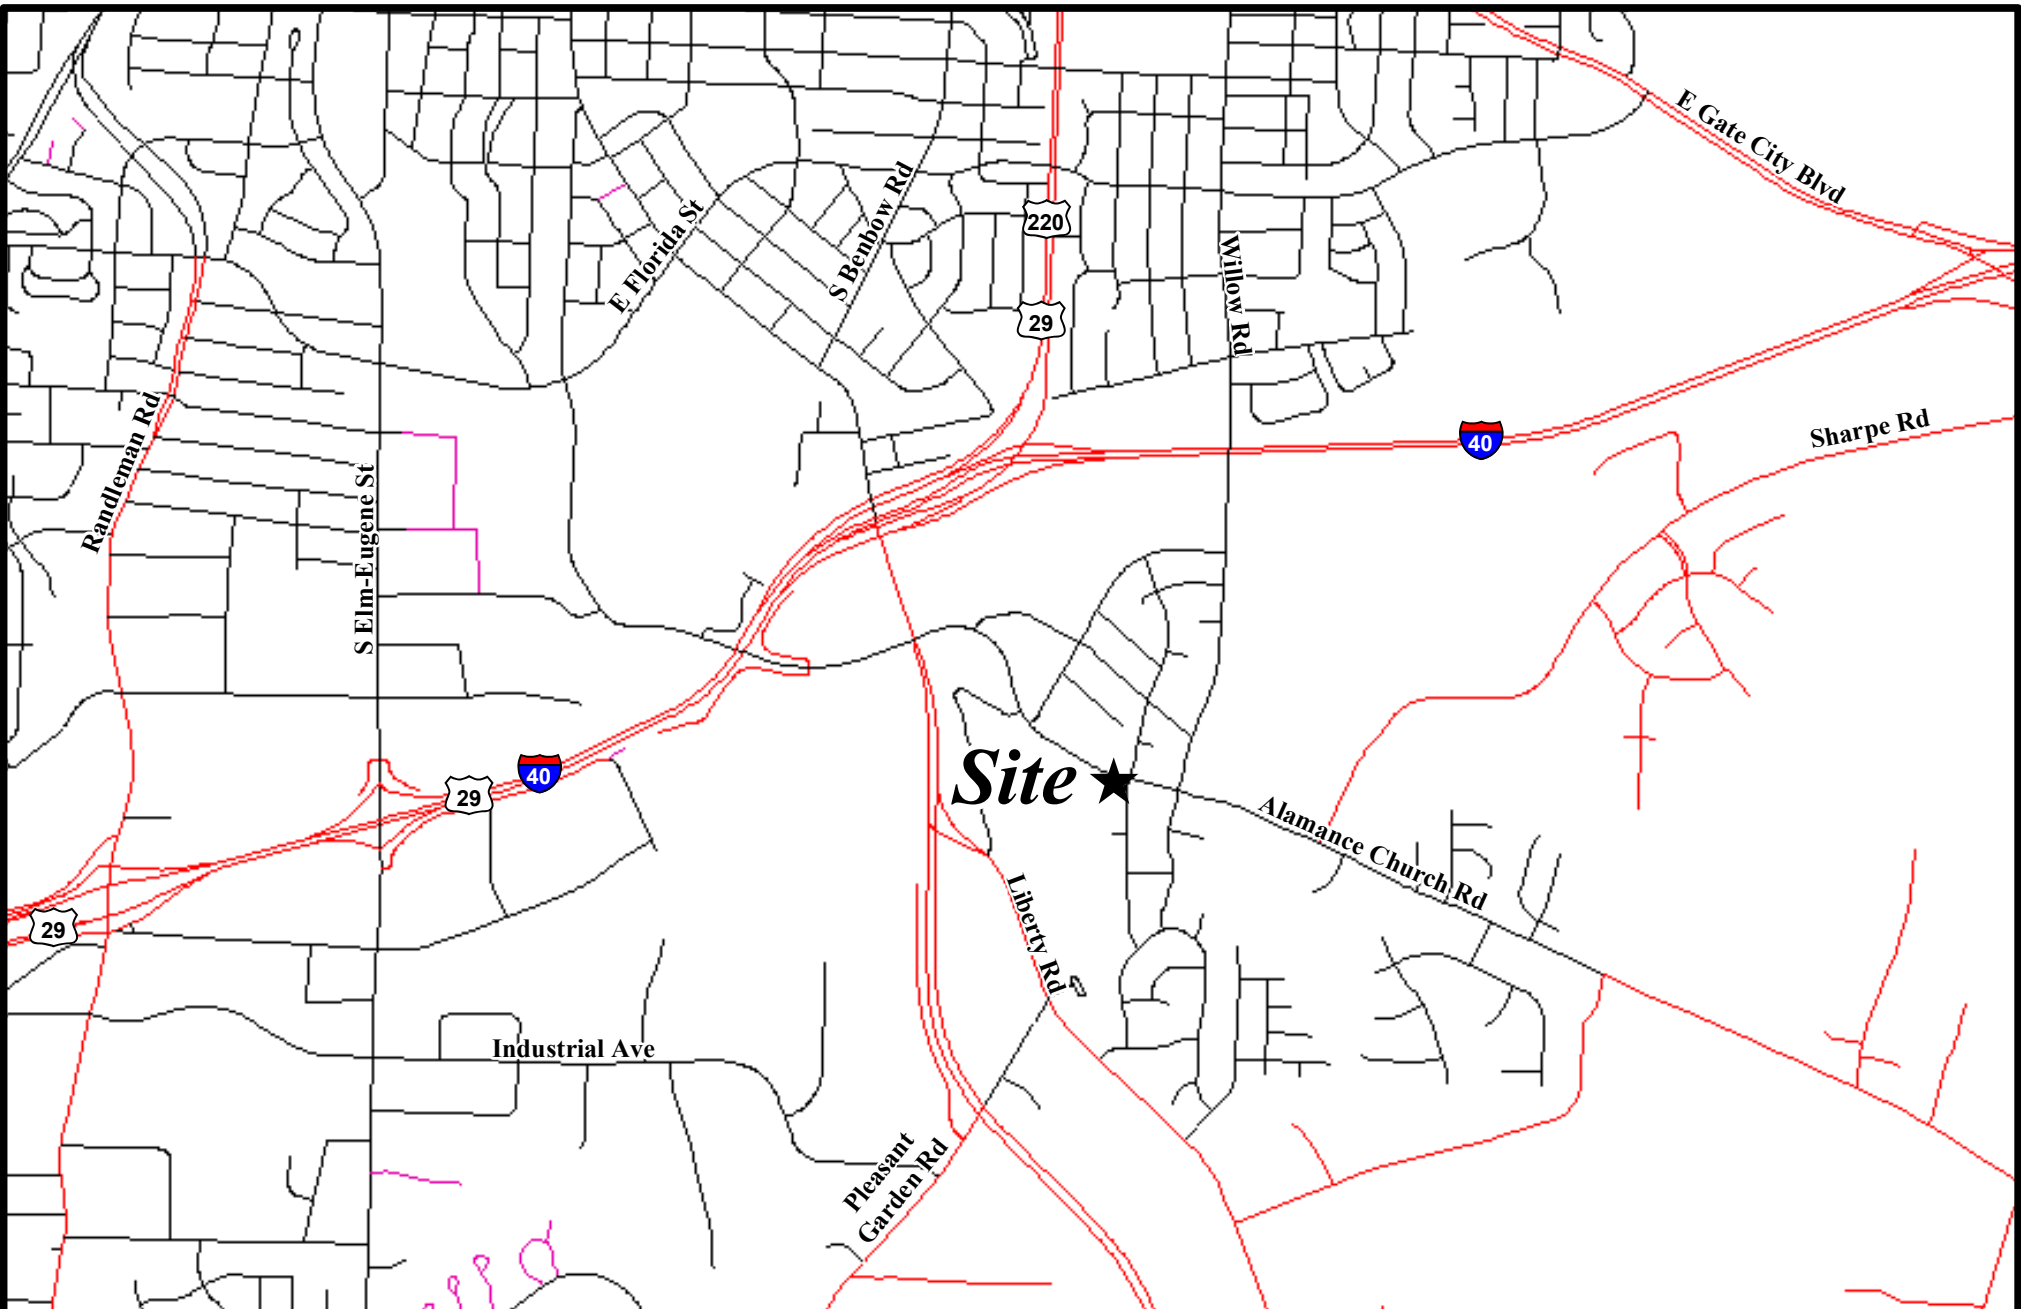 E Gate City Blvd
220
S Benbow Rd
E Florida St
Willow Rd
29
40
Sharpe Rd
Randleman Rd
S Elm-Eugene St
Site
40
29
Alamance Church Rd
29
Liberty Rd
Industrial Ave
Pleasant
Garden Rd